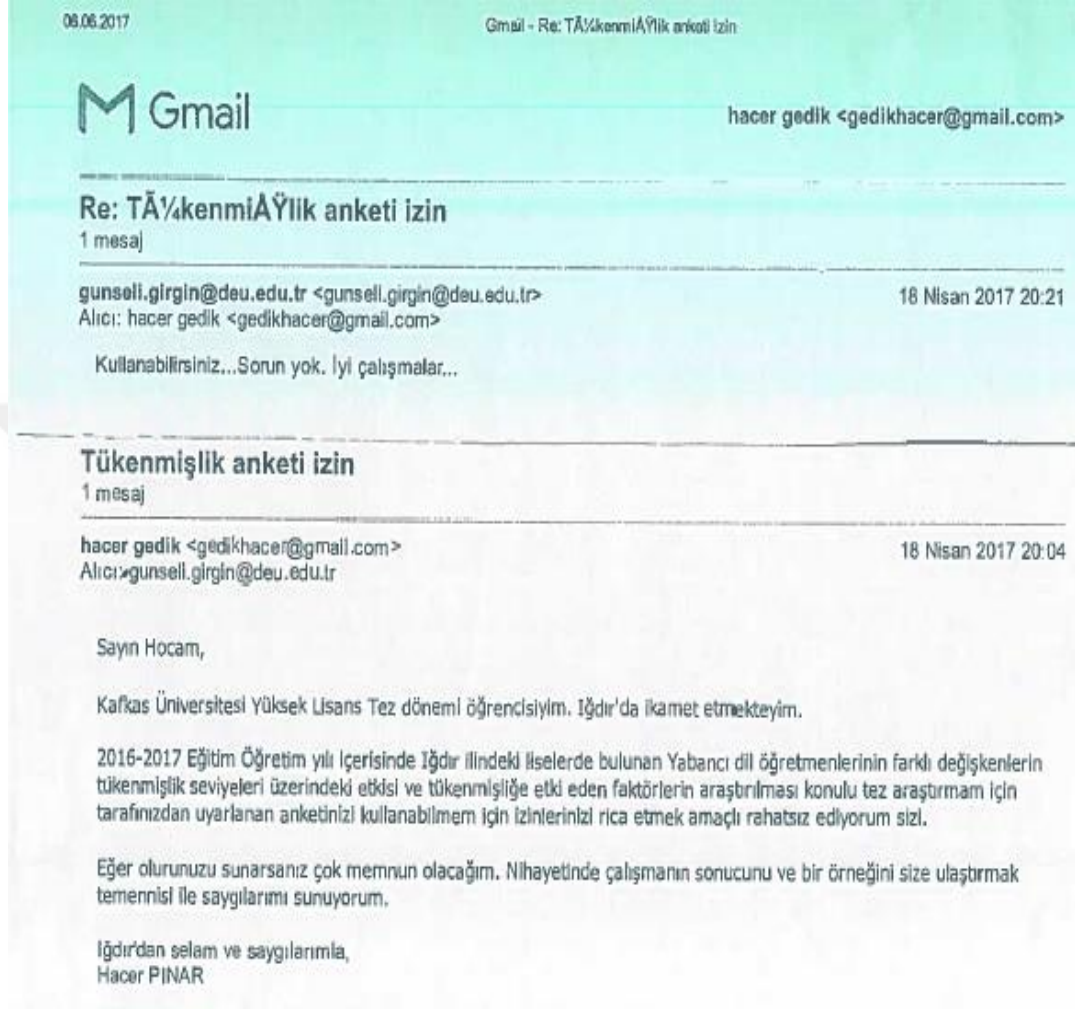 06.06.2017
Gmail - Re: TÃ¼kenmiÅŸlik anketi izin
Gmail
hacer gedik <gedikhacer@gmail.com>
Re: TÃ¼kenmiÅŸlik anketi izin
1 mesaj
gunseli.girgin@deu.edu.tr <gunseli.girgin@deu.edu.tr>
18 Nisan 2017 20:21
Alıcı: hacer gedik <gedikhacer@gmail.com>
Kullanabilirsiniz...Sorun yok. İyi çalışmalar...
Tükenmişlik anketi izin
1 mesaj
hacer gedik <gedikhacer@gmail.com>
18 Nisan 2017 20:04
Alıcı: gunseli.girgin@deu.edu.tr
Sayın Hocam,
Kafkas Üniversitesi Yüksek Lisans Tez dönemi öğrencisiyim. Iğdır'da ikamet etmekteyim.
2016-2017 Eğitim Öğretim yılı içerisinde Iğdır ilindeki liselerde bulunan Yabancı dil öğretmenlerinin farklı değişkenlerin
tükenmişlik seviyeleri üzerindeki etkisi ve tükenmişliğe etki eden faktörlerin araştırılması konulu tez araştırmam için
tarafınızdan uyarlanan anketinizi kullanabilmem için izinlerinizi rica etmek amaçlı rahatsız ediyorum sizi.
Eğer olurunuzu sunarsanız çok memnun olacağım. Nihayetinde çalışmanın sonucunu ve bir örneğini size ulaştırmak
temennisi ile saygılarımı sunuyorum.
Iğdır'dan selam ve saygılarımla,
Hacer PINAR